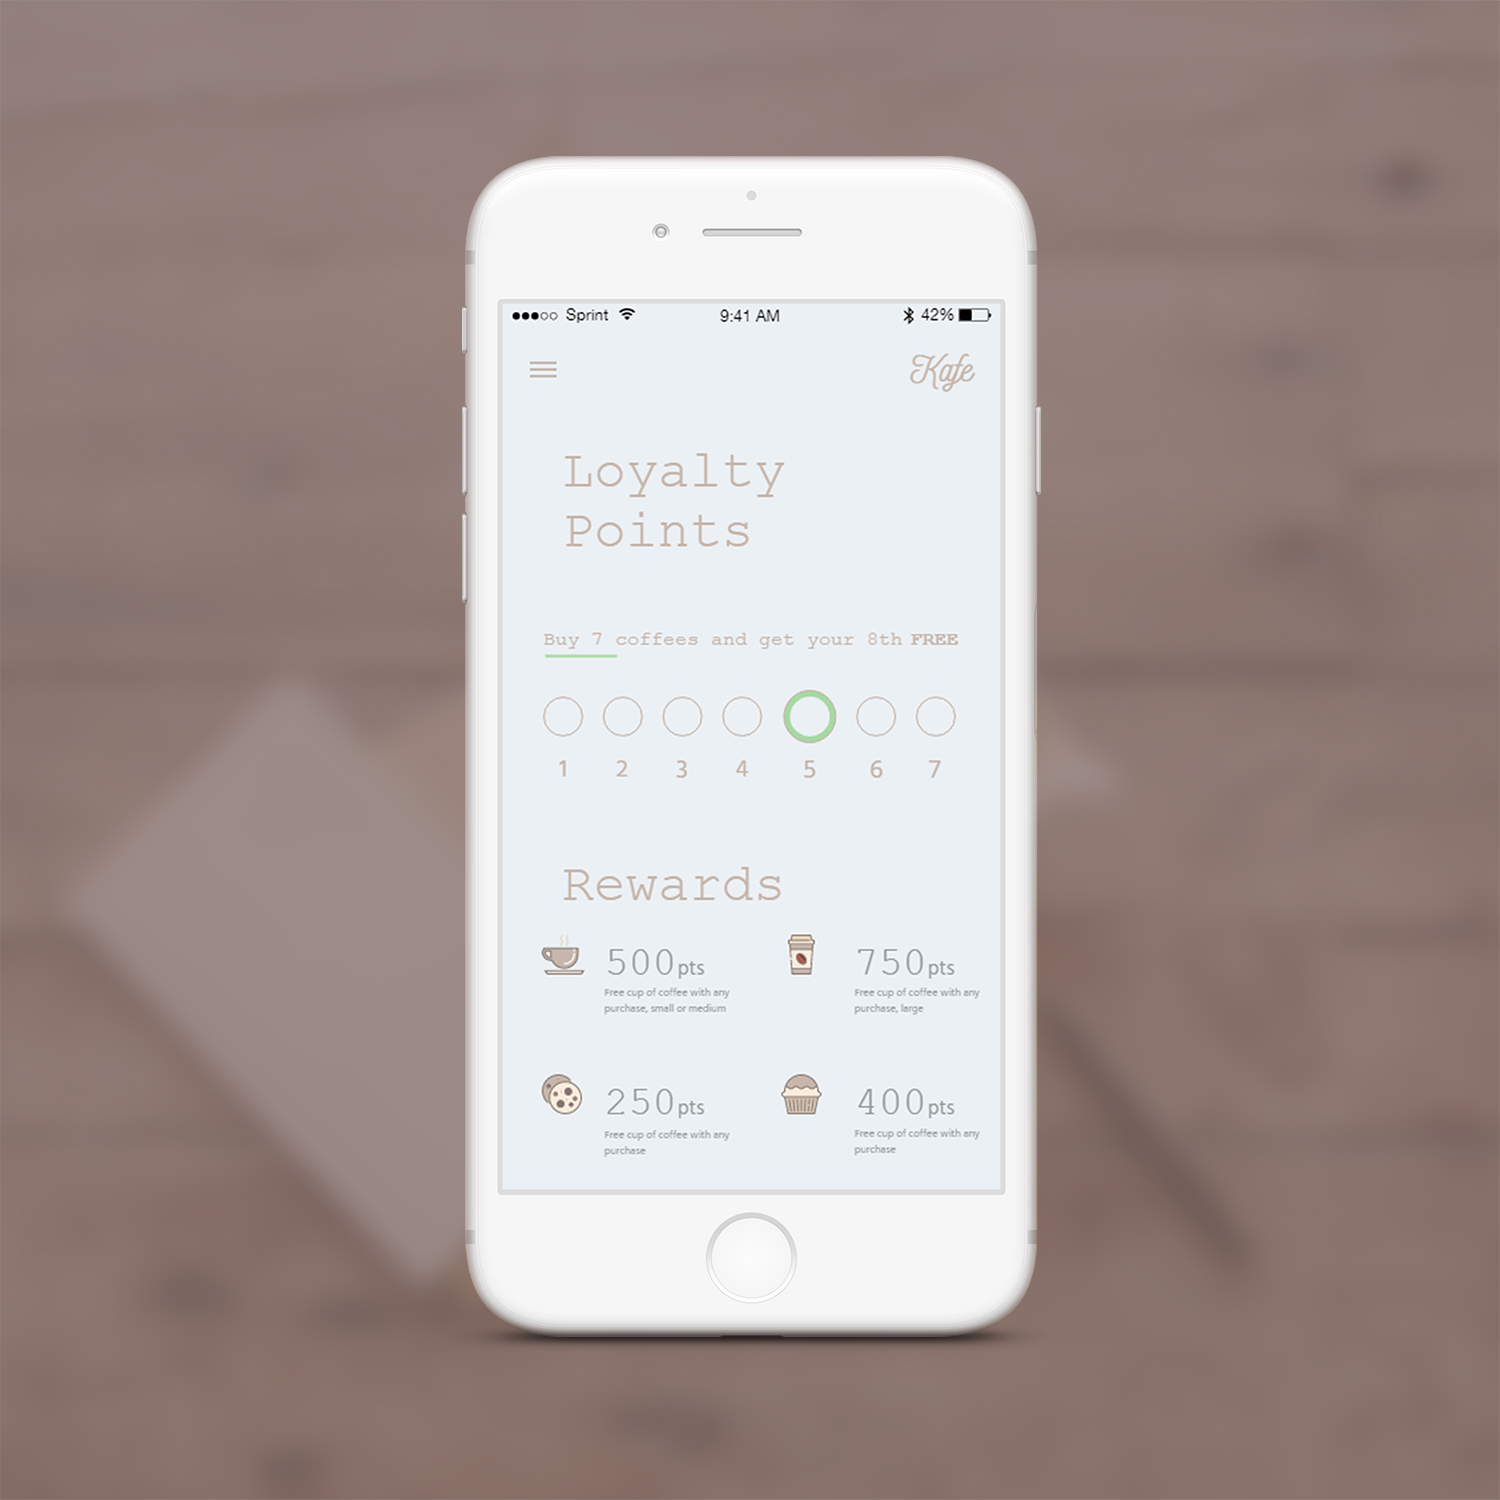 Sprint 9:41 AM 42%
Kafe
Loyalty
Points
Buy 7 coffees and get your 8th FREE
1 2 3 4 5 6 7
Rewards
500pts
Free cup of coffee with any
purchase, small or medium
750pts
Free cup of coffee with any
purchase, large
250pts
Free cup of coffee with any
purchase
400pts
Free cup of coffee with any
purchase